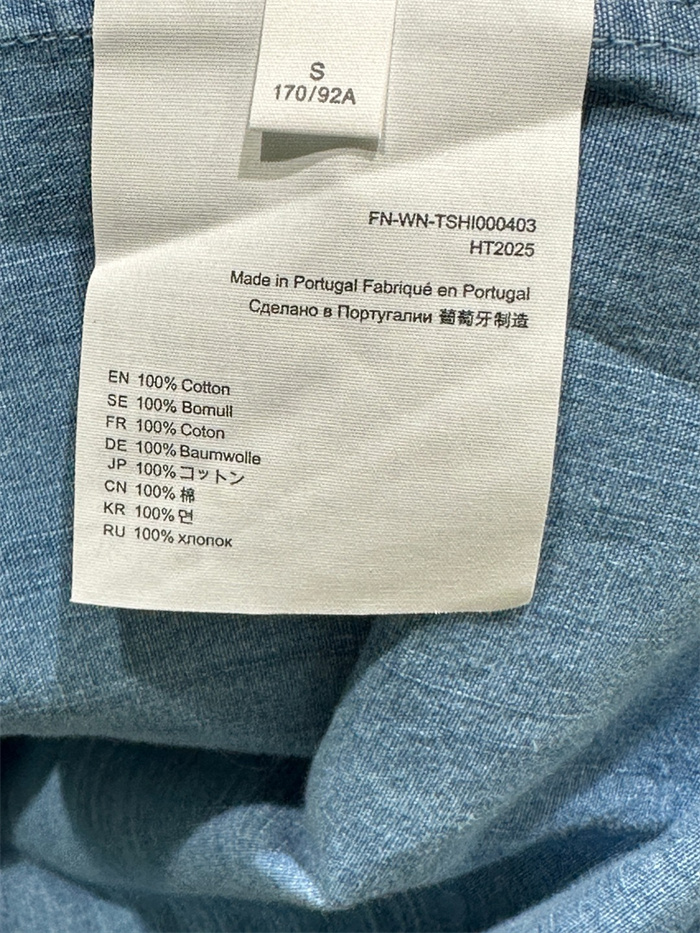 S
170/92A
FN-WN-TSHI000403
HT2025
Made in Portugal Fabriqué en Portugal
Сделано в Португалии 葡萄牙制造
EN 100% Cotton
SE 100% Bomull
FR 100% Coton
DE 100% Baumwolle
JP 100% コットン
CN 100% 棉
KR 100% 면
RU 100% хлопок